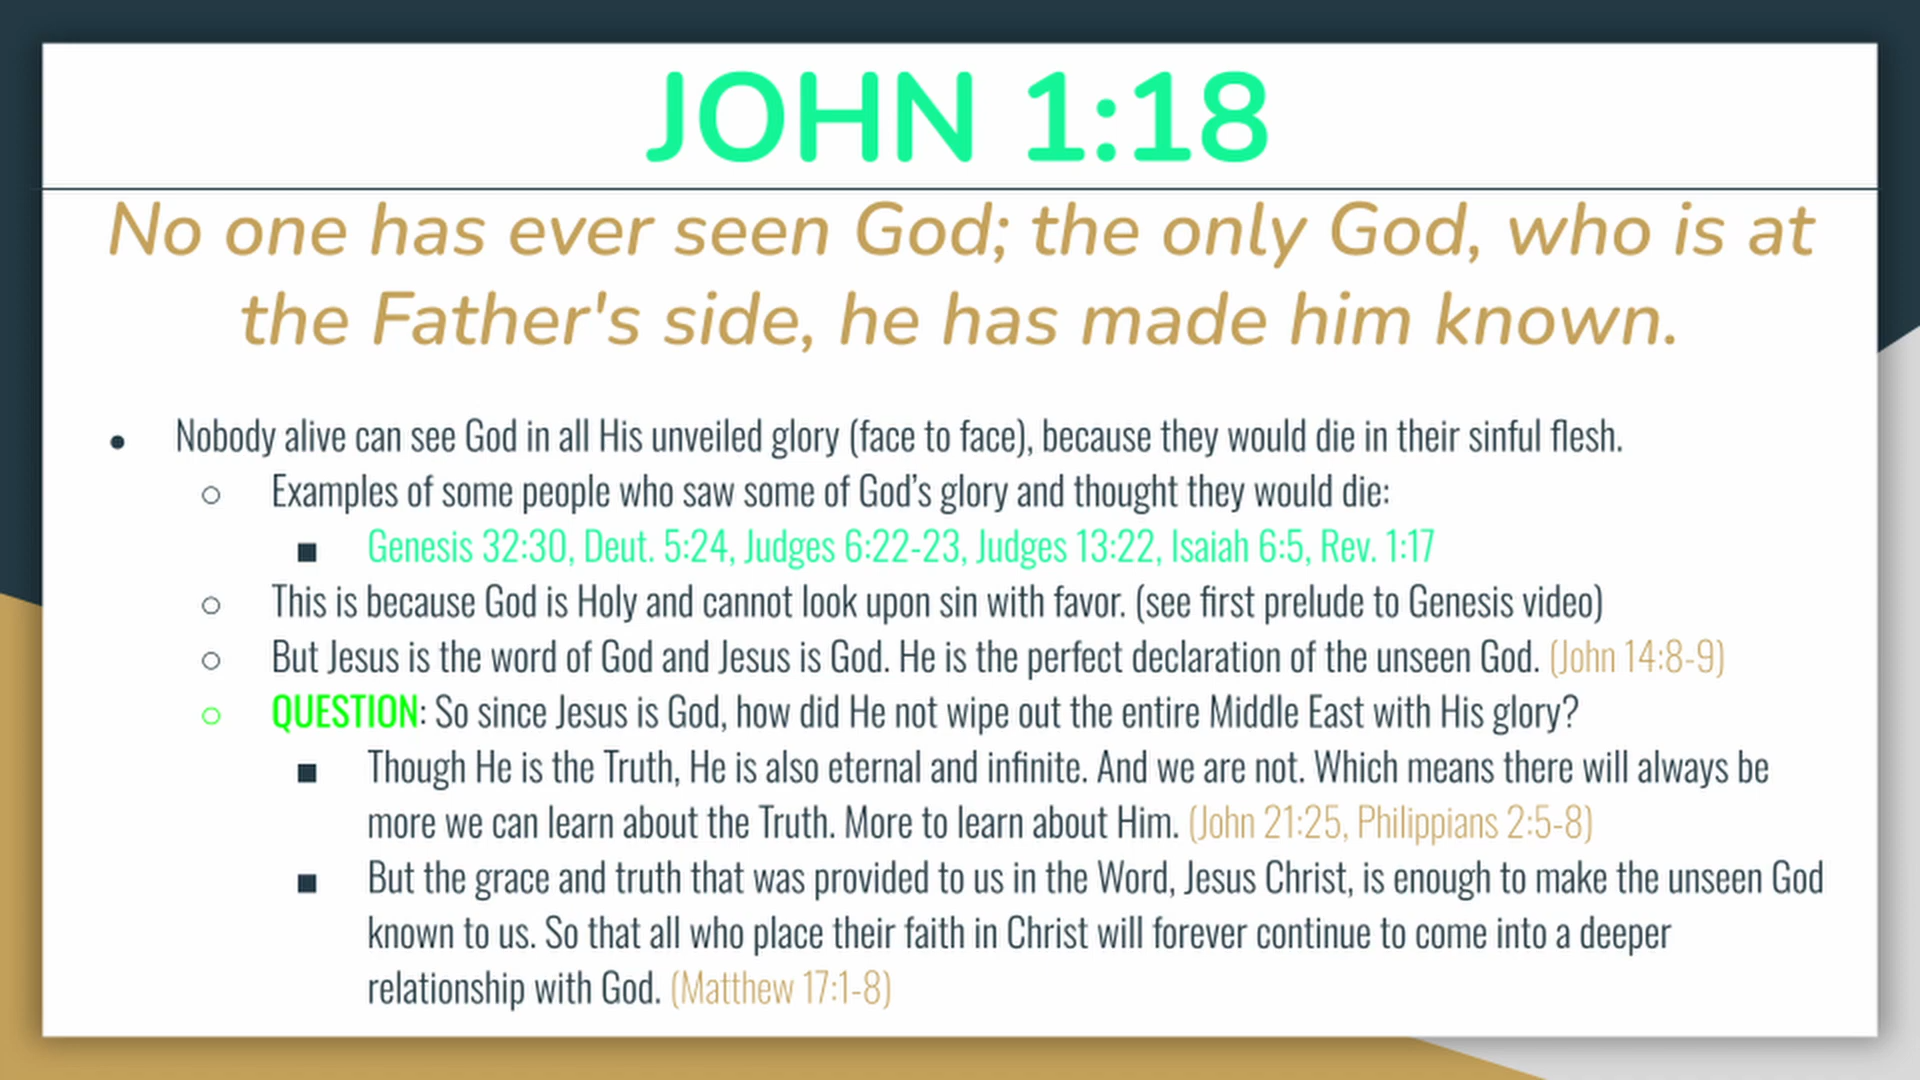 JOHN 1:18
No one has ever seen God; the only God, who is at
the Father's side, he has made him known.
● Nobody alive can see God in all His unveiled glory (face to face), because they would die in their sinful flesh.
○ Examples of some people who saw some of God’s glory and thought they would die:
■ Genesis 32:30, Deut. 5:24, Judges 6:22-23, Judges 13:22, Isaiah 6:5, Rev. 1:17
○ This is because God is Holy and cannot look upon sin with favor. (see first prelude to Genesis video)
○ But Jesus is the word of God and Jesus is God. He is the perfect declaration of the unseen God. (John 14:8-9)
○ QUESTION: So since Jesus is God, how did He not wipe out the entire Middle East with His glory?
■ Though He is the Truth, He is also eternal and infinite. And we are not. Which means there will always be
more we can learn about the Truth. More to learn about Him. (John 21:25, Philippians 2:5-8)
■ But the grace and truth that was provided to us in the Word, Jesus Christ, is enough to make the unseen God
known to us. So that all who place their faith in Christ will forever continue to come into a deeper
relationship with God. (Matthew 17:1-8)